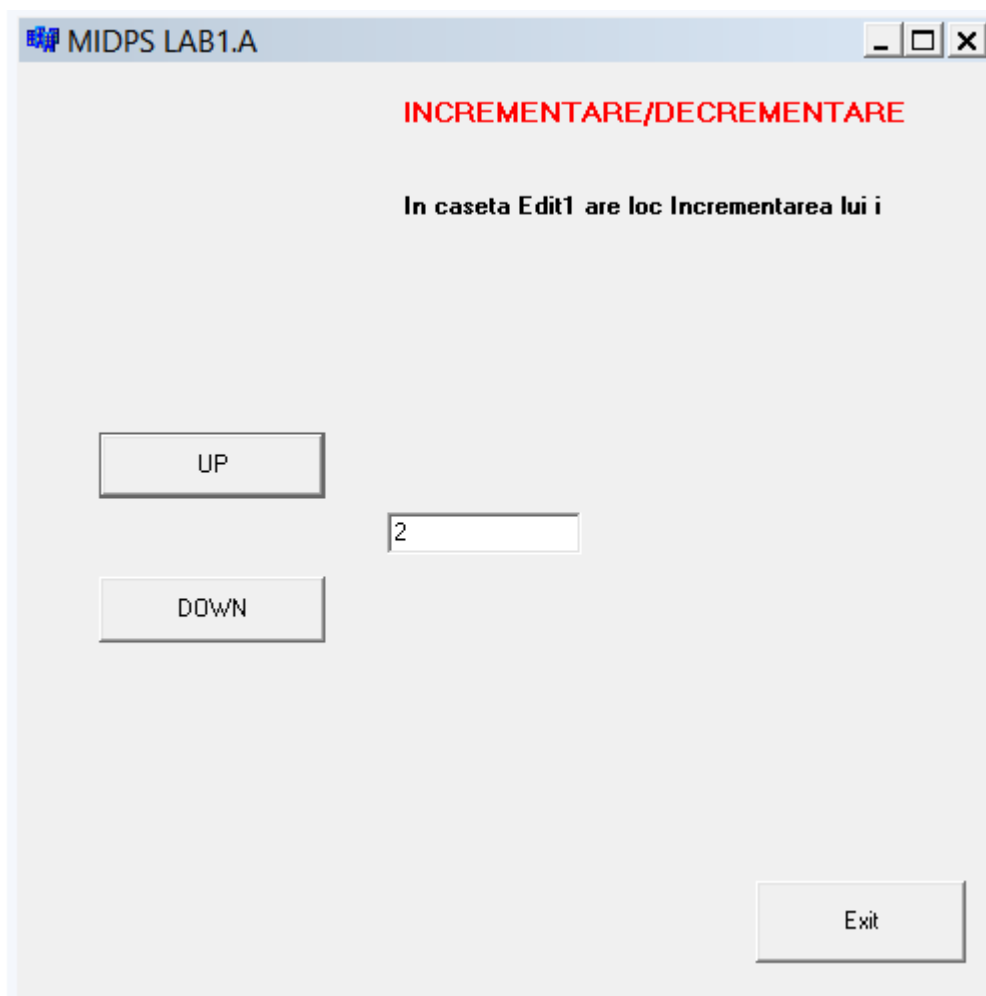 MIDPS LAB1.A
INCREMENTARE/DECREMENTARE
In caseta Edit1 are loc Incrementarea lui i
UP
2
DOWN
Exit